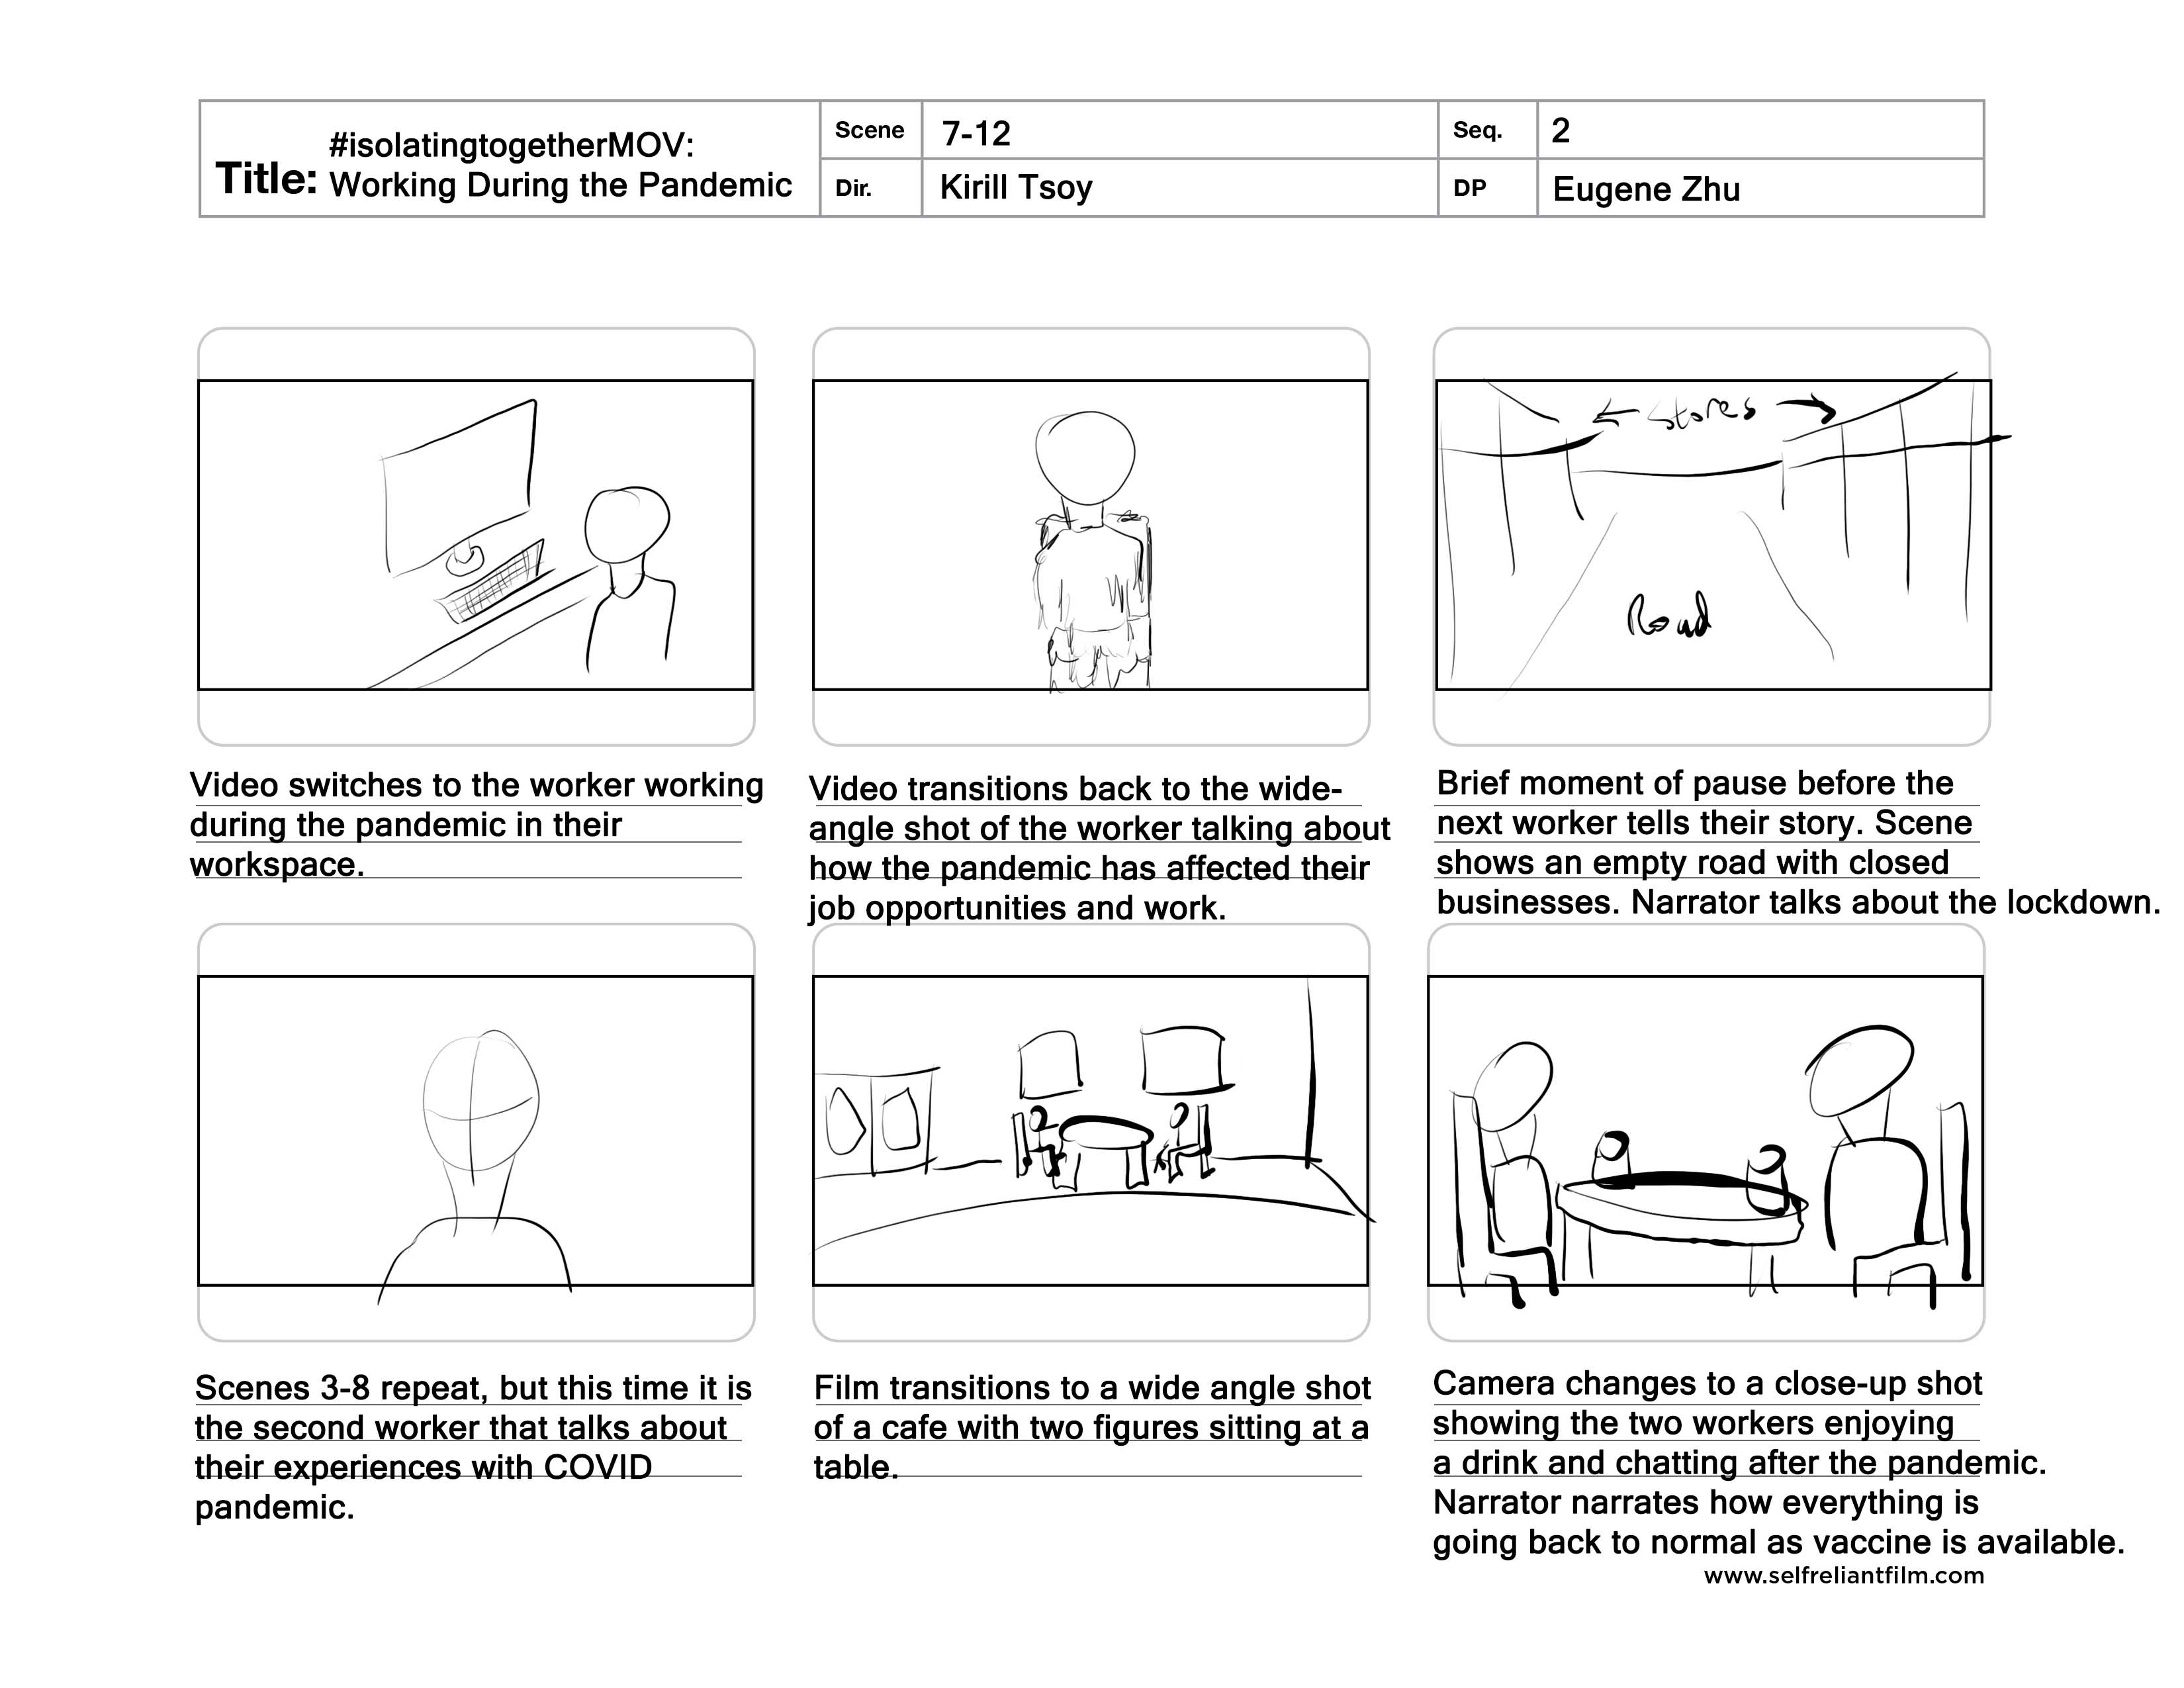 #isolatingtogetherMOV:
Title: Working During the Pandemic
Scene 7-12
Seq. 2
Dir. Kirill Tsoy
DP Eugene Zhu
← Stores →
Road
Video switches to the worker working
during the pandemic in their
workspace.
Video transitions back to the wide-
angle shot of the worker talking about
how the pandemic has affected their
job opportunities and work.
Brief moment of pause before the
next worker tells their story. Scene
shows an empty road with closed
businesses. Narrator talks about the lockdown.
Scenes 3-8 repeat, but this time it is
the second worker that talks about
their experiences with COVID
pandemic.
Film transitions to a wide angle shot
of a cafe with two figures sitting at a
table.
Camera changes to a close-up shot
showing the two workers enjoying
a drink and chatting after the pandemic.
Narrator narrates how everything is
going back to normal as vaccine is available.
www.selfreliantfilm.com